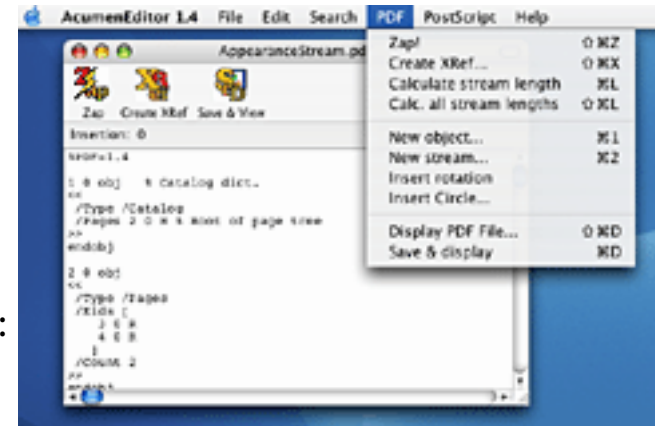 AcumenEditor 1.4 File Edit Search PDF PostScript Help
AppearanceStream.pd
Zap Create XRef Save & View
Insertion: 0
%PDF-1.4
1 0 obj % Catalog dict.
<<
/Type /Catalog
/Pages 2 0 R % Root of page tree
>>
endobj
2 0 obj
<<
/Type /Pages
/Kids [
3 0 R
4 0 R
]
/Count 2
>>
endobj
Zap! ⇧⌘Z
Create XRef... ⇧⌘X
Calculate stream length ⌘L
Calc. all stream lengths ⇧⌘L
New object... ⌘1
New stream... ⌘2
Insert rotation
Insert Circle...
Display PDF File... ⇧⌘D
Save & display ⌘D
: